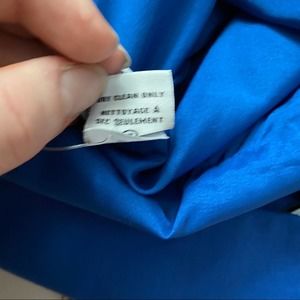 DRY CLEAN ONLY
NETTOYAGE À
SEC SEULEMENT